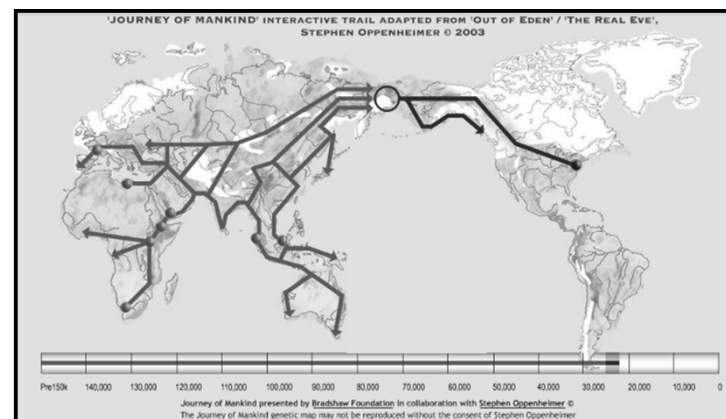 'JOURNEY OF MANKIND' INTERACTIVE TRAIL ADAPTED FROM 'OUT OF EDEN' / 'THE REAL EVE',
STEPHEN OPPENHEIMER © 2003
Pre150k 140,000 130,000 120,000 110,000 100,000 90,000 80,000 70,000 60,000 50,000 40,000 30,000 20,000 10,000 0
Journey of Mankind presented by Bradshaw Foundation in collaboration with Stephen Oppenheimer ©
The Journey of Mankind genetic map may not be reproduced without the consent of Stephen Oppenheimer